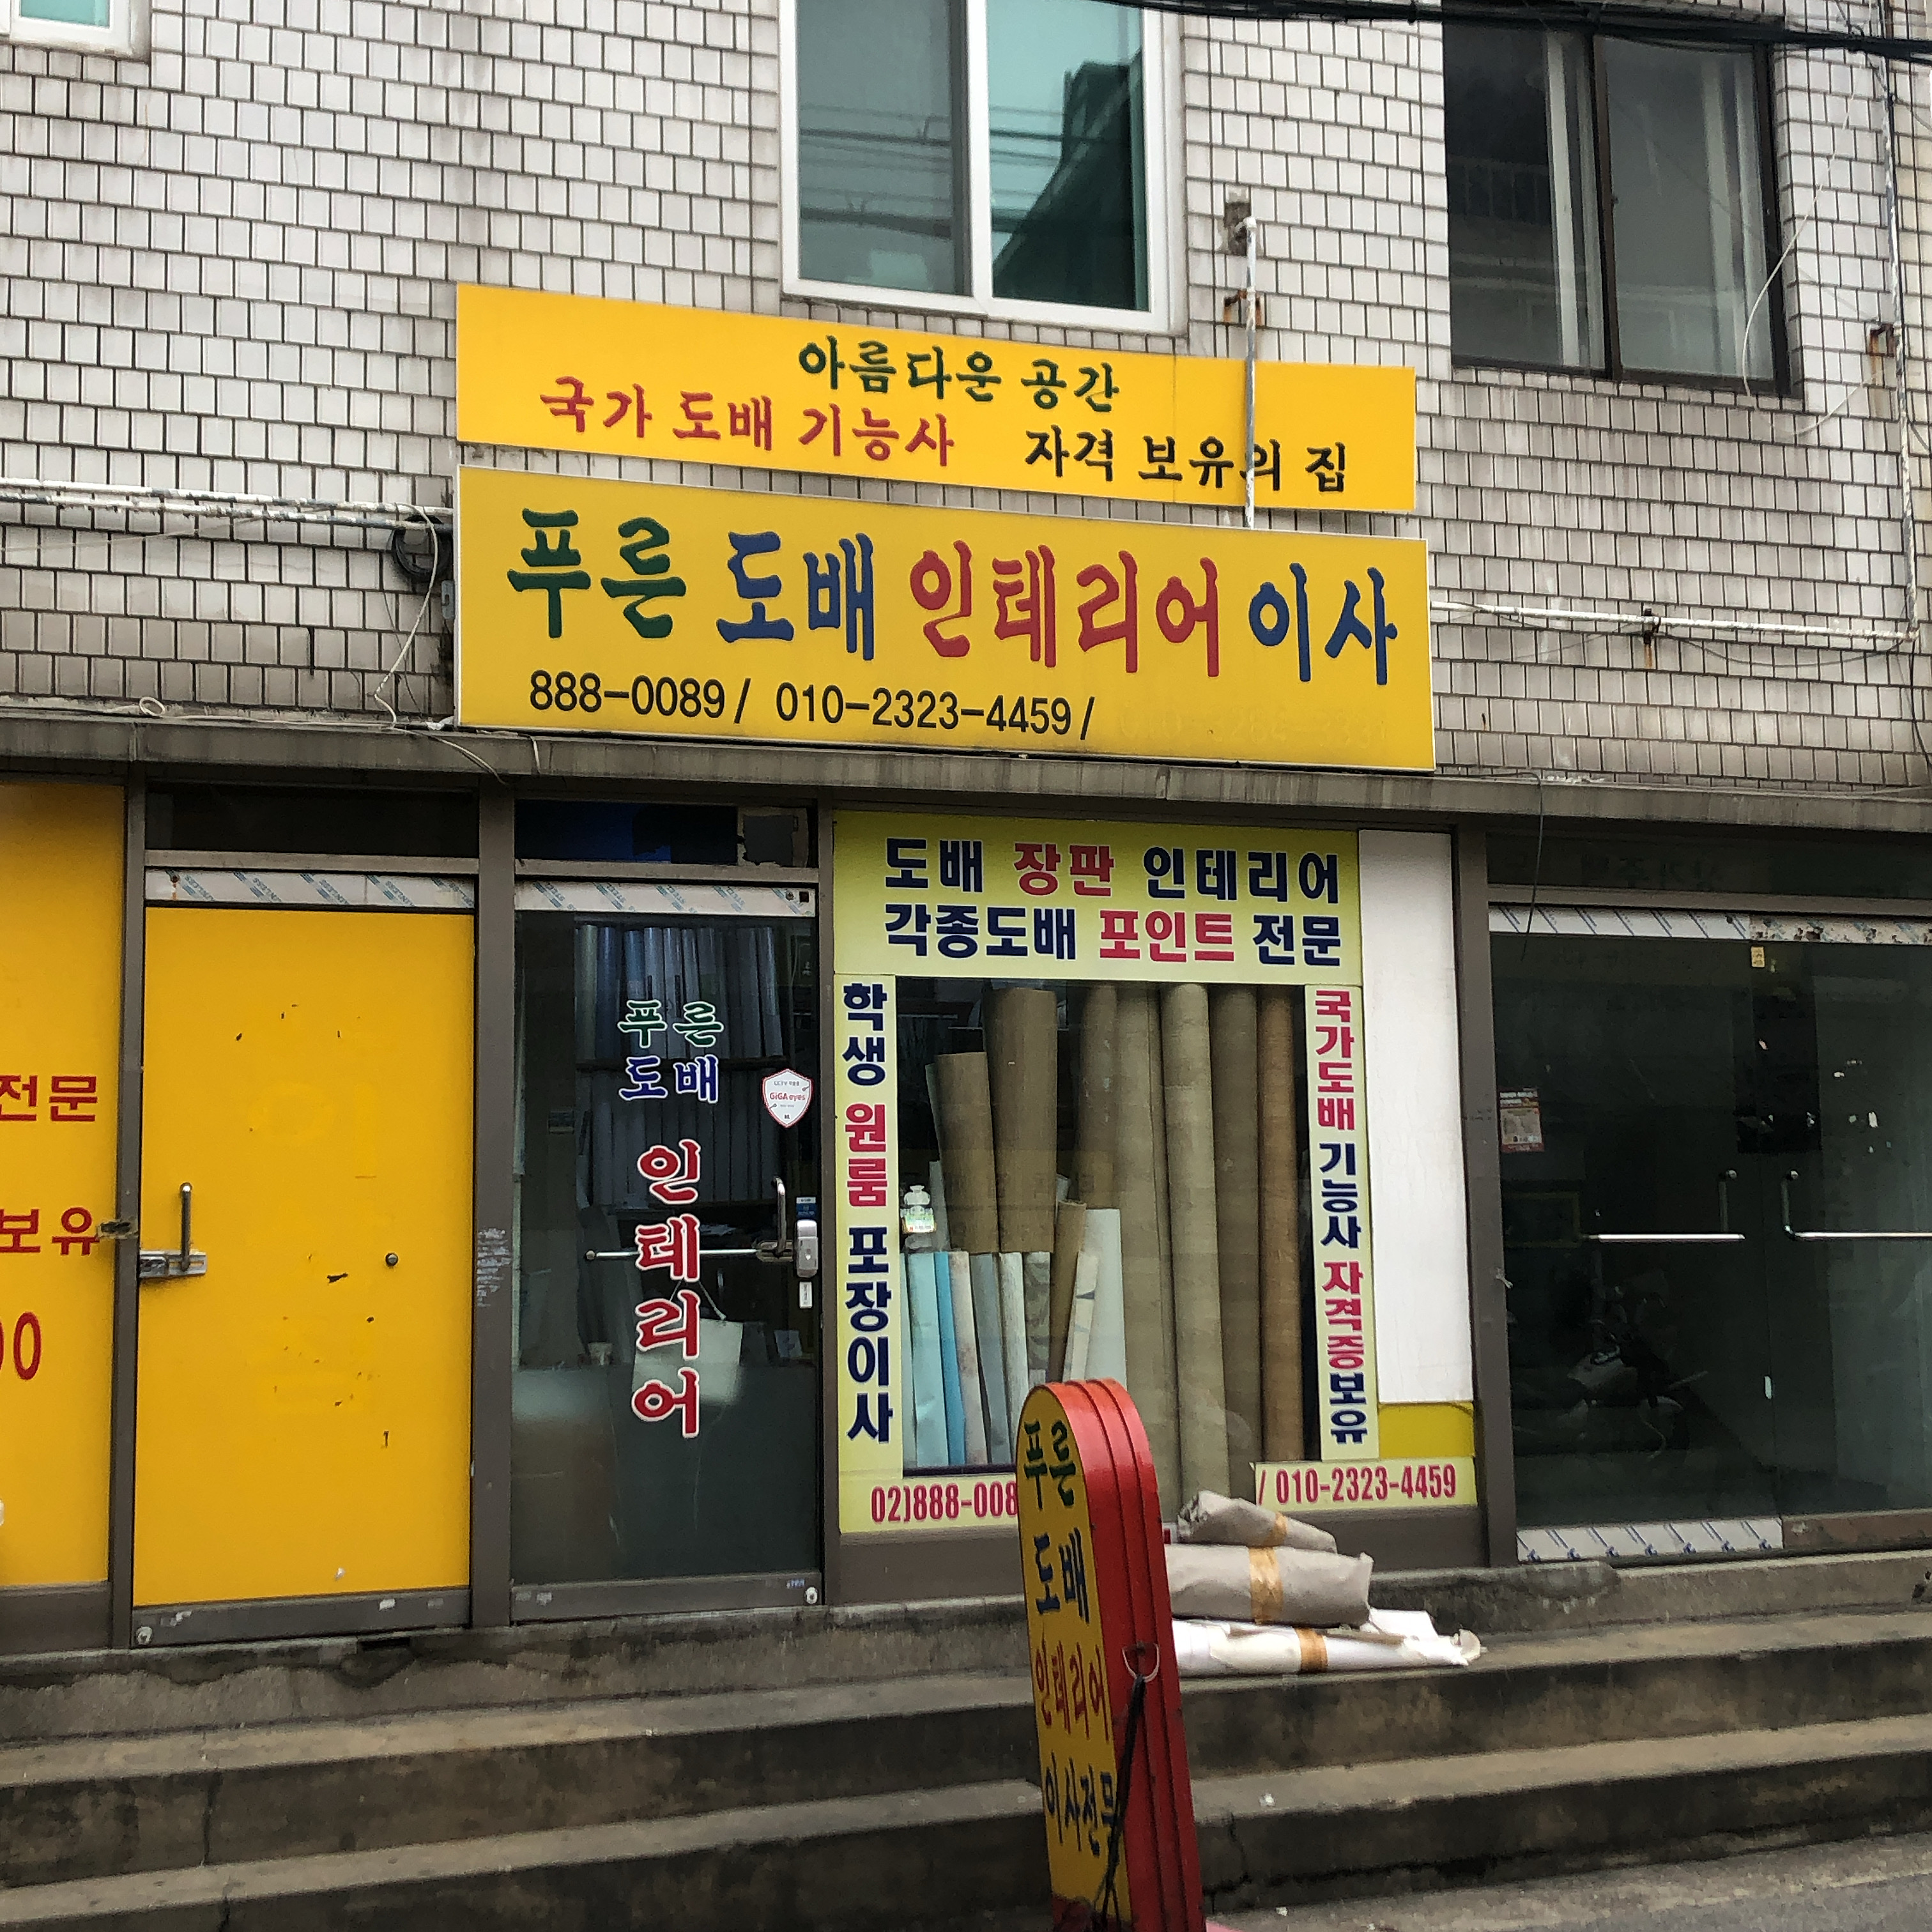 아름다운 공간
국가 도배 기능사 자격 보유의 집
푸른 도배 인테리어 이사
888-0089/ 010-2323-4459/
전문
보유
도배 장판 인테리어
각종도배 포인트 전문
푸른
도배
인테리어
GiGA eyes
학생 원룸 포장이사
국가도배 기능사 자격증보유
02)888-008
/ 010-2323-4459
푸른
도배
인테리어
이사전문